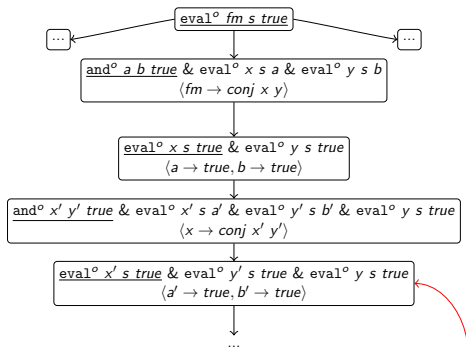 evalᵒ fm s true
...
...
andᵒ a b true & evalᵒ x s a & evalᵒ y s b
⟨fm → conj x y⟩
evalᵒ x s true & evalᵒ y s true
⟨a → true, b → true⟩
andᵒ x′ y′ true & evalᵒ x′ s a′ & evalᵒ y′ s b′ & evalᵒ y s true
⟨x → conj x′ y′⟩
evalᵒ x′ s true & evalᵒ y′ s true & evalᵒ y s true
⟨a′ → true, b′ → true⟩
...